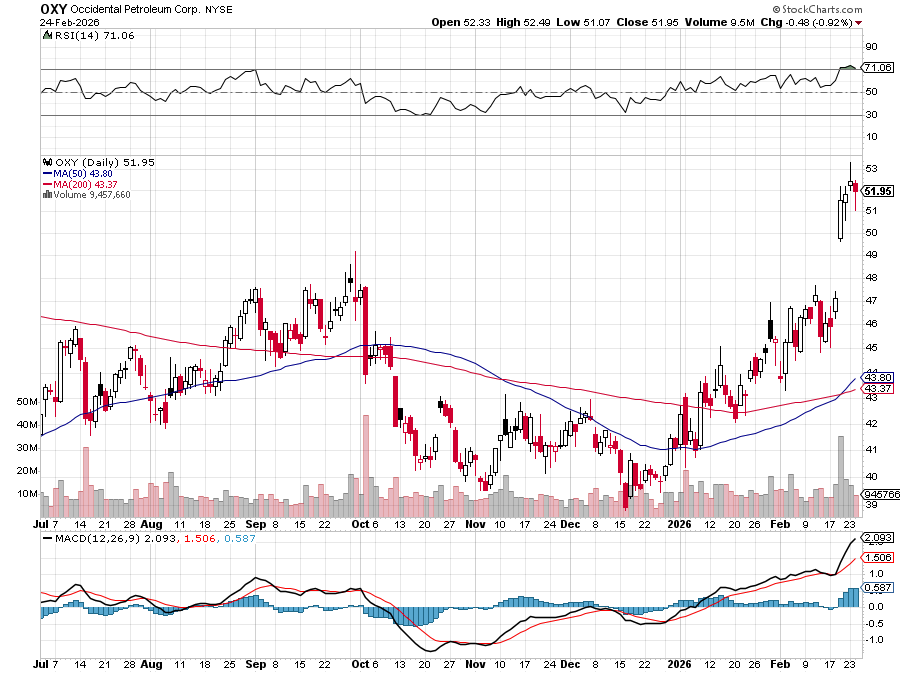 OXY Occidental Petroleum Corp. NYSE
© StockCharts.com
24-Feb-2026
Open 52.33 High 52.49 Low 51.07 Close 51.95 Volume 9.5M Chg -0.48 (-0.92%)
RSI(14) 71.06
90
71.06
50
30
10
OXY (Daily) 51.95
MA(50) 43.80
MA(200) 43.37
Volume 9,457,660
53
51.95
51
50
49
48
47
46
45
44
43.80
43.37
43
42
41
40
39
50M
40M
30M
20M
10M
945766
Jul 7 14 21 28 Aug 11 18 25 Sep 8 15 22 Oct 6 13 20 27 Nov 10 17 24 Dec 8 15 22 2026 12 20 26 Feb 9 17 23
MACD(12,26,9) 2.093, 1.506, 0.587
2.093
1.506
1.0
0.587
0.0
-0.5
-1.0
Jul 7 14 21 28 Aug 11 18 25 Sep 8 15 22 Oct 6 13 20 27 Nov 10 17 24 Dec 8 15 22 2026 12 20 26 Feb 9 17 23